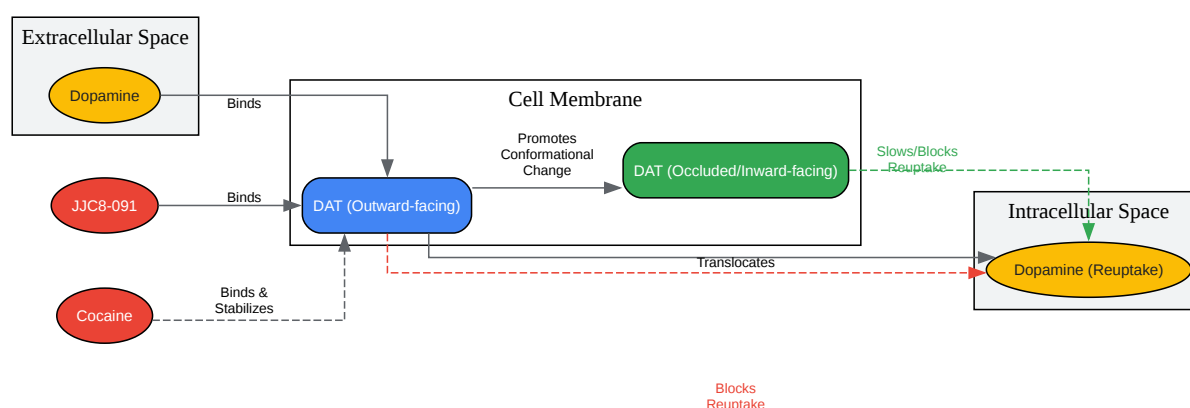 Extracellular Space
Dopamine
Binds
Cell Membrane
Promotes
Conformational
Change
DAT (Occluded/Inward-facing)
Slows/Blocks
Reuptake
JJC8-091
Binds
DAT (Outward-facing)
Intracellular Space
Translocates
Dopamine (Reuptake)
Cocaine
Binds &
Stabilizes
Blocks
Reuptake